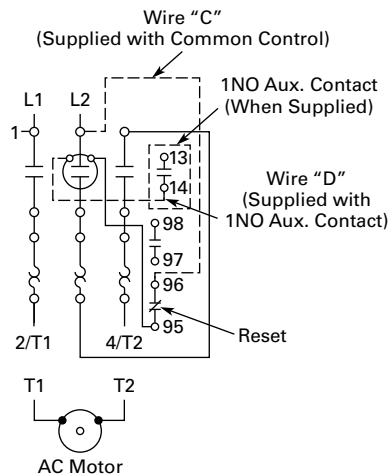 Wire “C”
(Supplied with Common Control)
1NO Aux. Contact
(When Supplied)
L1
L2
1
13
14
Wire “D”
(Supplied with
1NO Aux. Contact)
98
97
96
95
Reset
2/T1
4/T2
T1
T2
AC Motor